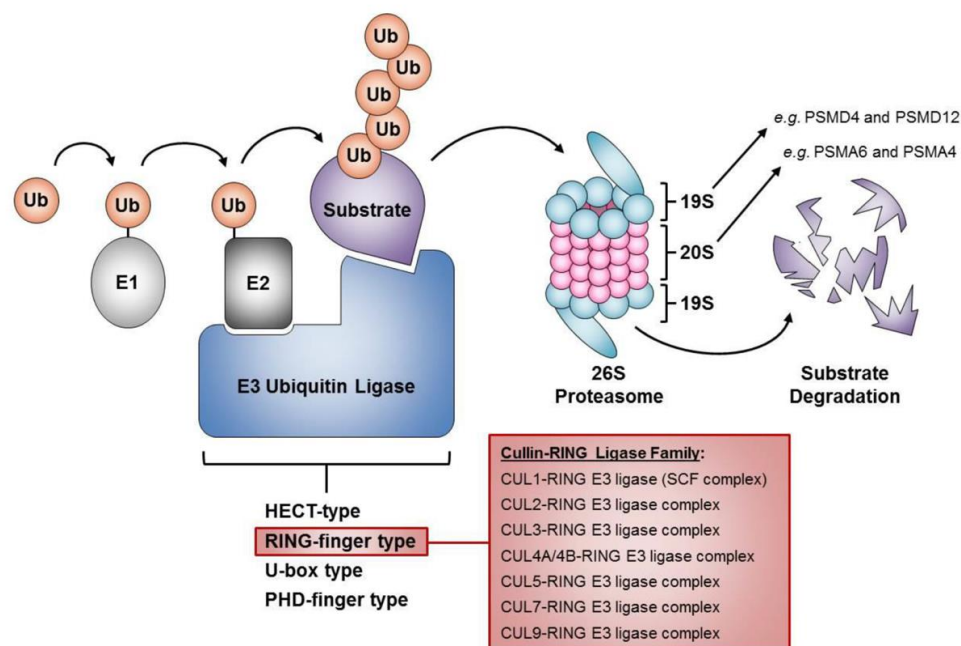 Ub
Ub
Ub
Ub
Ub
Ub
Ub
Ub
Substrate
E1
E2
E3 Ubiquitin Ligase
e.g. PSMD4 and PSMD12
e.g. PSMA6 and PSMA4
19S
20S
19S
26S
Proteasome
Substrate
Degradation
HECT-type
RING-finger type
U-box type
PHD-finger type
Cullin-RING Ligase Family:
CUL1-RING E3 ligase (SCF complex)
CUL2-RING E3 ligase complex
CUL3-RING E3 ligase complex
CUL4A/4B-RING E3 ligase complex
CUL5-RING E3 ligase complex
CUL7-RING E3 ligase complex
CUL9-RING E3 ligase complex